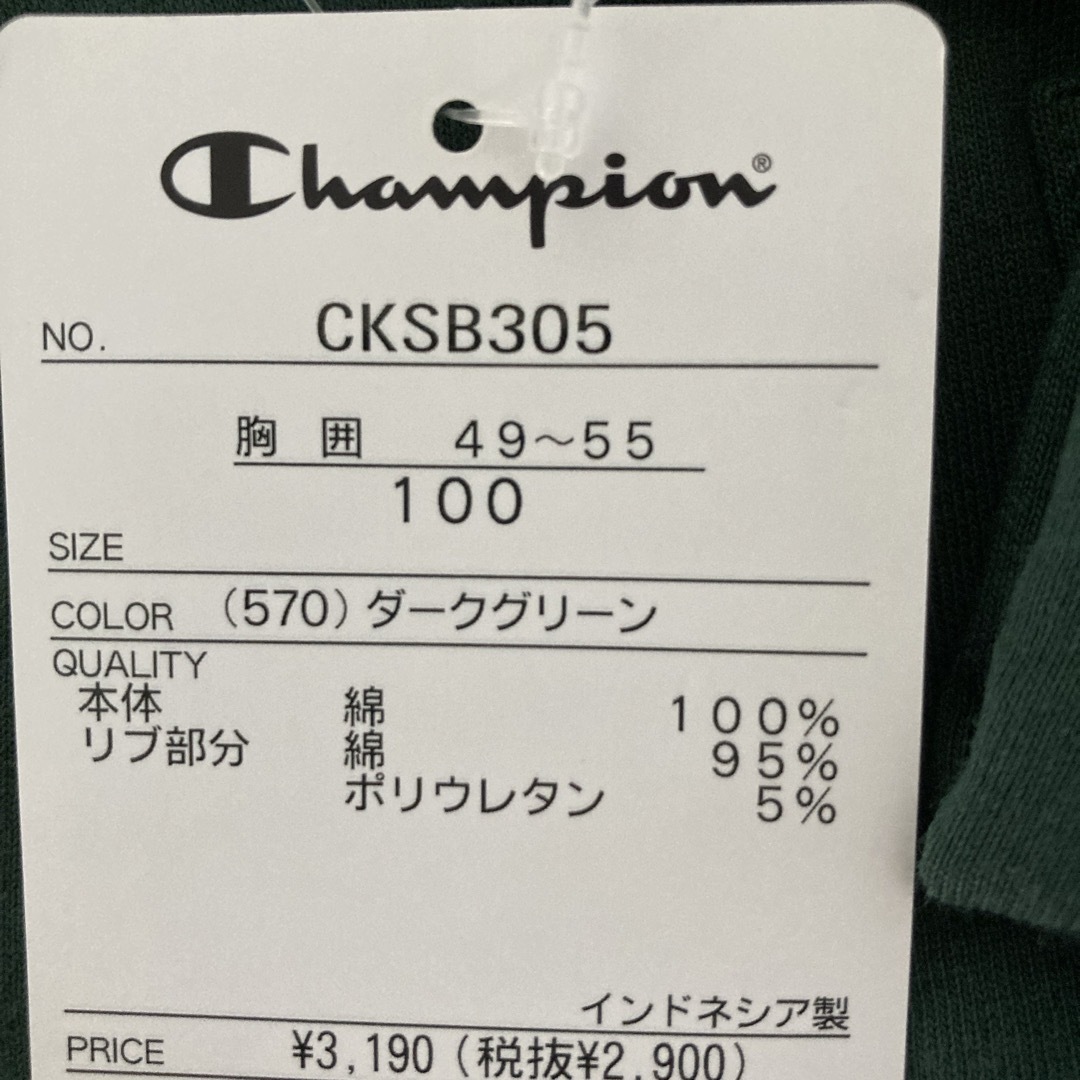 Champion®
NO. CKSB305
胸囲 49～55
100
SIZE
COLOR (570)ダークグリーン
QUALITY
本体 綿 100%
リブ部分 綿 95%
ポリウレタン 5%
インドネシア製
PRICE ¥3,190(税抜¥2,900)